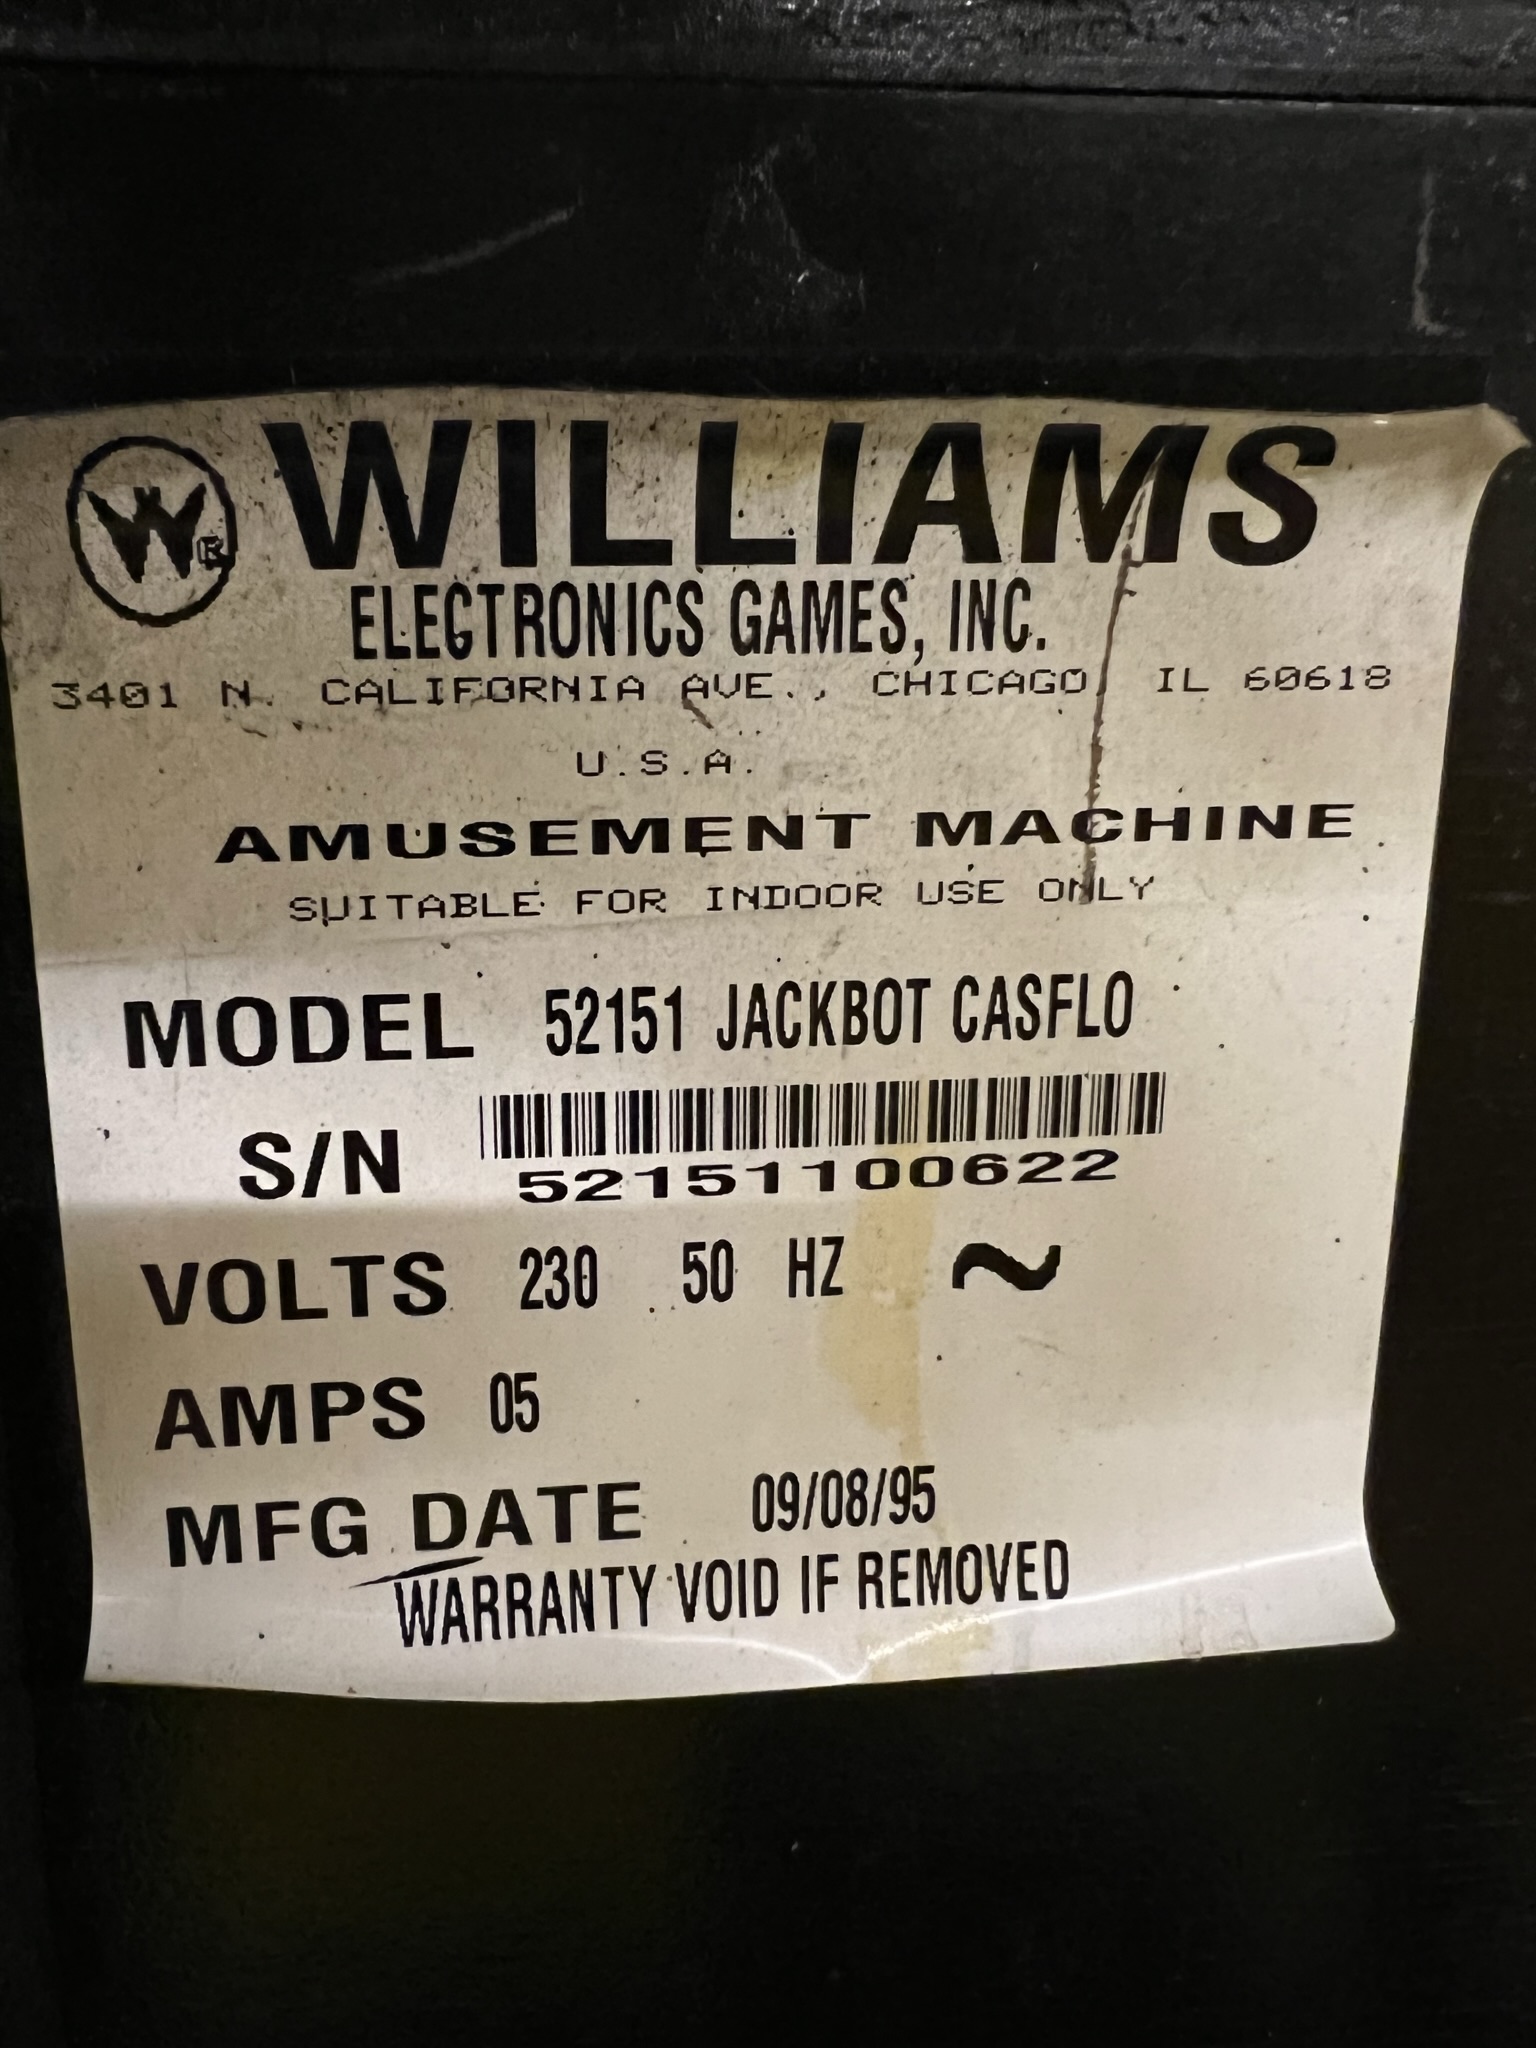 W ® WILLIAMS
ELECTRONICS GAMES, INC.
3401 N. CALIFORNIA AVE., CHICAGO, IL 60618
U.S.A.
AMUSEMENT MACHINE
SUITABLE FOR INDOOR USE ONLY
MODEL 52151 JACKBOT CASFLO
S/N 52151100622
VOLTS 230 50 HZ ~
AMPS 05
MFG DATE 09/08/95
WARRANTY VOID IF REMOVED